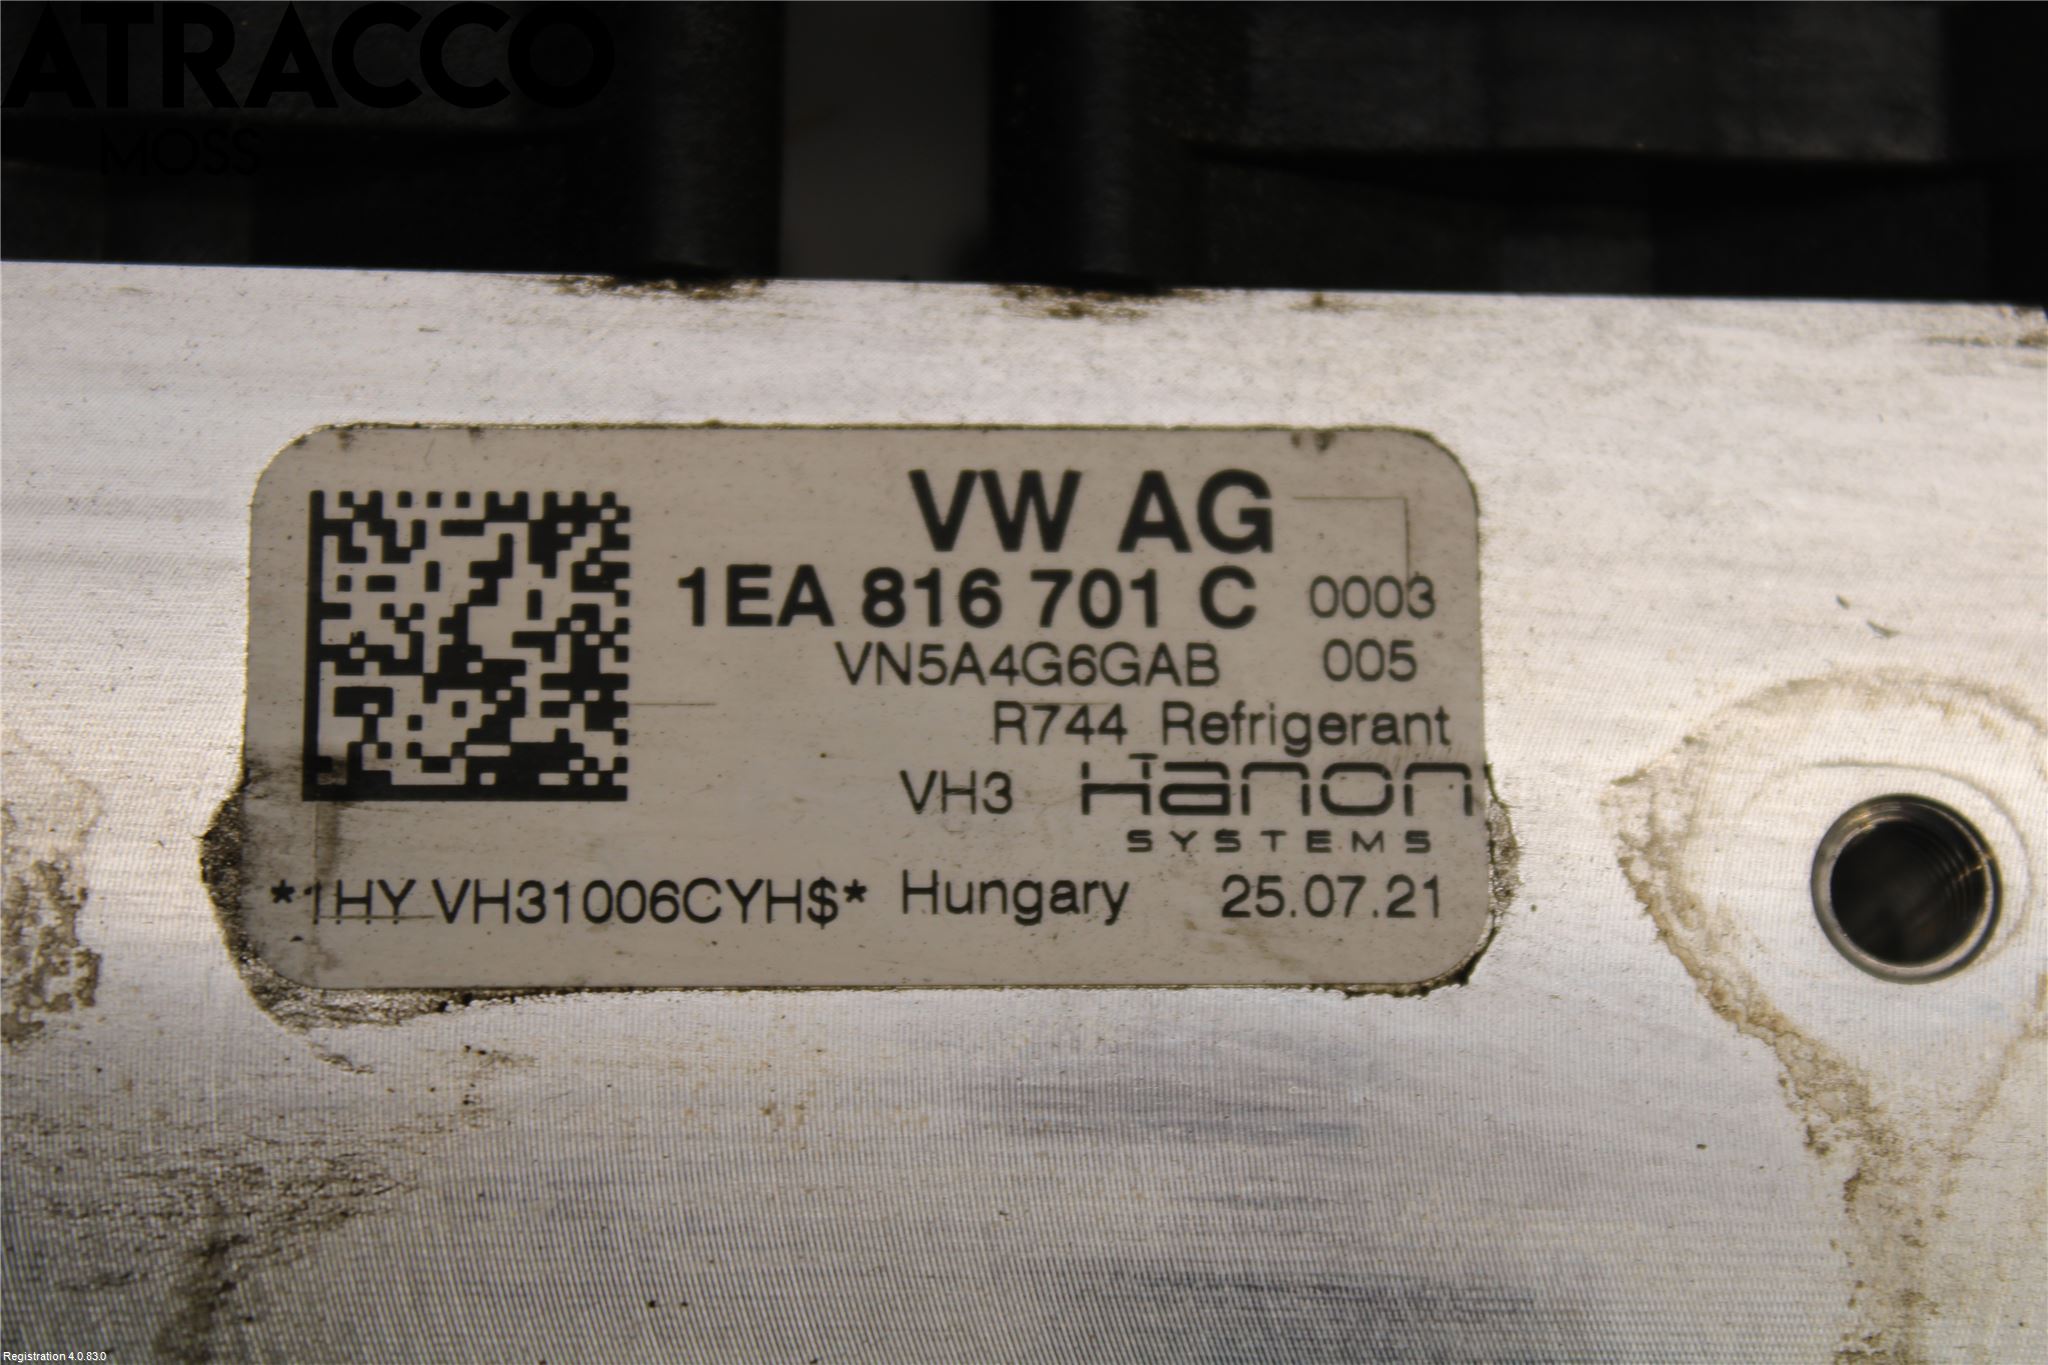 ATRACCO
MOSS
VW AG
1EA 816 701 C 0003
VN5A4G6GAB 005
R744 Refrigerant
VH3 Hanon
SYSTEMS
*1HY VH31006CYH$* Hungary 25.07.21
Registration 4.0.83.0